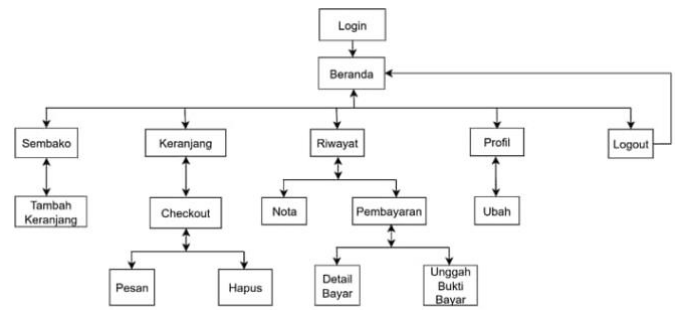 Login
Beranda
Sembako
Keranjang
Riwayat
Profil
Logout
Tambah
Keranjang
Checkout
Nota
Pembayaran
Ubah
Pesan
Hapus
Detail
Bayar
Unggah
Bukti
Bayar